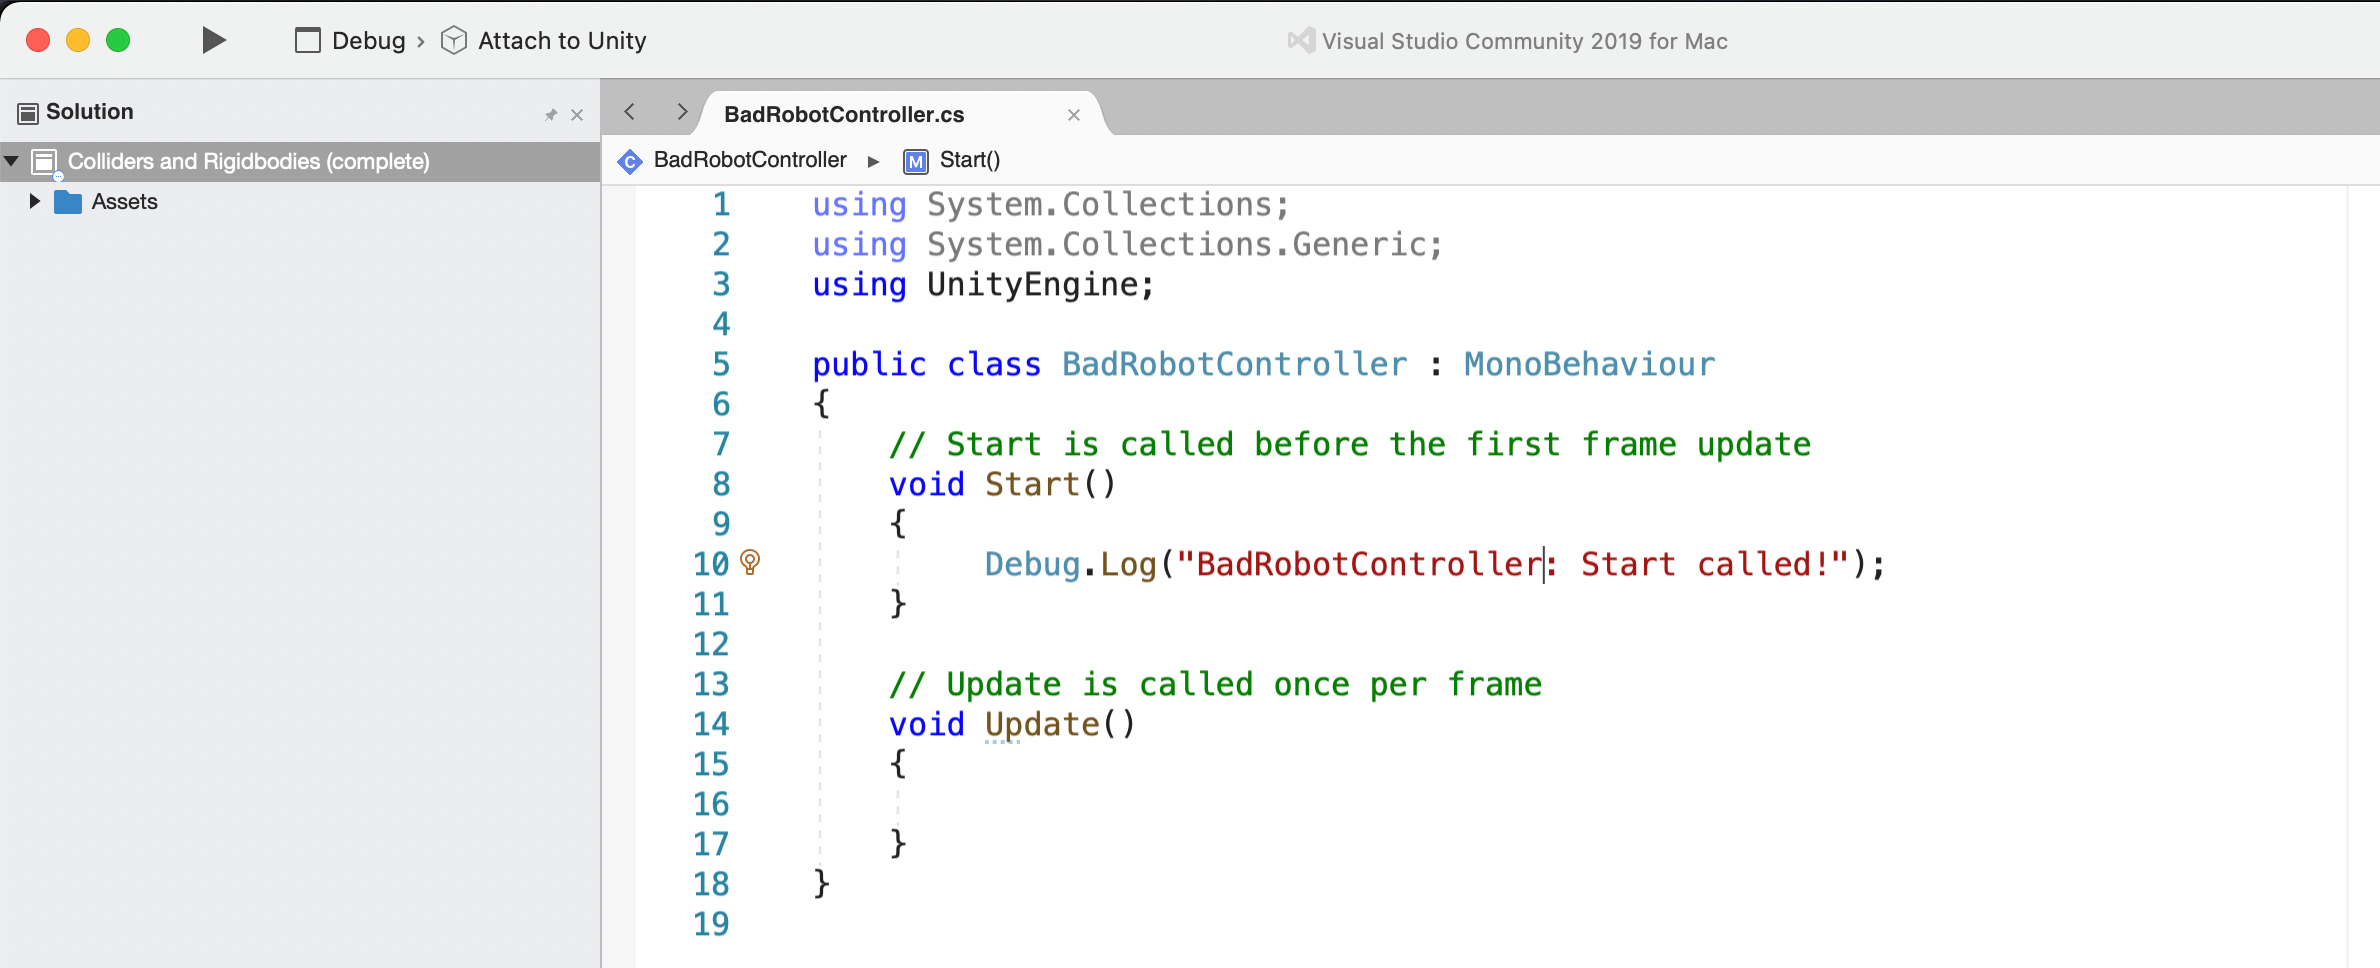 Debug › Attach to Unity
Visual Studio Community 2019 for Mac
Solution
Colliders and Rigidbodies (complete)
Assets
BadRobotController.cs
C BadRobotController ▸ M Start()
1 using System.Collections;
2 using System.Collections.Generic;
3 using UnityEngine;
4
5 public class BadRobotController : MonoBehaviour
6 {
7 // Start is called before the first frame update
8 void Start()
9 {
10 Debug.Log("BadRobotController: Start called!");
11 }
12
13 // Update is called once per frame
14 void Update()
15 {
16
17 }
18 }
19